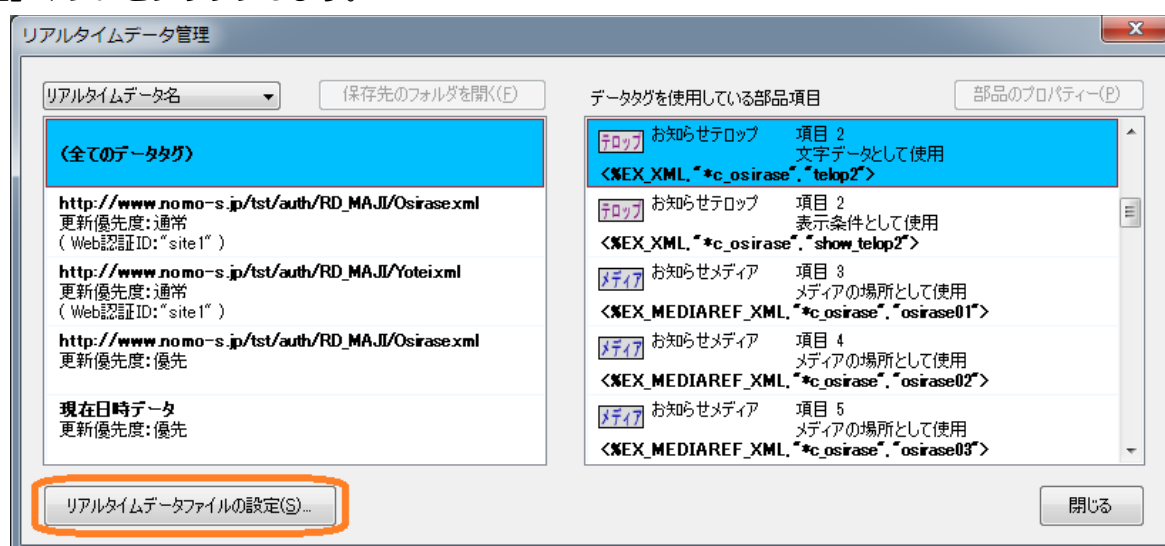 リアルタイムデータ管理
リアルタイムデータ名
保存先のフォルダを開く(F)
〈全てのデータタグ〉
http://www.nomo-s.jp/tst/auth/RD_MAJI/Osirase.xml
更新優先度:通常
( Web認証ID:"site1" )
http://www.nomo-s.jp/tst/auth/RD_MAJI/Yotei.xml
更新優先度:通常
( Web認証ID:"site1" )
http://www.nomo-s.jp/tst/auth/RD_MAJI/Osirase.xml
更新優先度:優先
現在日時データ
更新優先度:優先
リアルタイムデータファイルの設定(S)...
データタグを使用している部品項目
部品のプロパティー(P)
テロップ お知らせテロップ 項目 2
文字データとして使用
<%EX_XML,"*c_osirase","telop2">
テロップ お知らせテロップ 項目 2
表示条件として使用
<%EX_XML,"*c_osirase","show_telop2">
メディア お知らせメディア 項目 3
メディアの場所として使用
<%EX_MEDIAREF_XML,"*c_osirase","osirase01">
メディア お知らせメディア 項目 4
メディアの場所として使用
<%EX_MEDIAREF_XML,"*c_osirase","osirase02">
メディア お知らせメディア 項目 5
メディアの場所として使用
<%EX_MEDIAREF_XML,"*c_osirase","osirase03">
閉じる